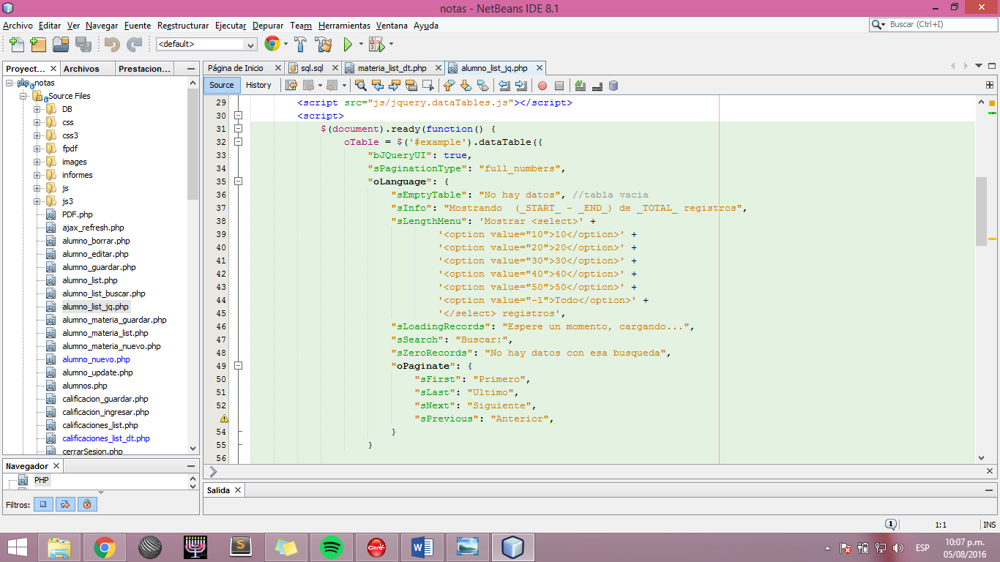 notas - NetBeans IDE 8.1
Archivo Editar Ver Navegar Fuente Reestructurar Ejecutar Depurar Team Herramientas Ventana Ayuda
Buscar (Ctrl+I)
<default>
Proyect... Archivos Prestacion...
Página de Inicio sql.sql materia_list_dt.php alumno_list_jq.php
Source History
notas
Source Files
DB
css
css3
fpdf
images
informes
js
js3
PDF.php
ajax_refresh.php
alumno_borrar.php
alumno_editar.php
alumno_guardar.php
alumno_list.php
alumno_list_buscar.php
alumno_list_jq.php
alumno_materia_guardar.php
alumno_materia_list.php
alumno_materia_nuevo.php
alumno_nuevo.php
alumno_update.php
alumnos.php
calificacion_guardar.php
calificacion_ingresar.php
calificaciones_list.php
calificaciones_list_dt.php
cerrarSesion.php
29 <script src="js/jquery.dataTables.js"></script>
30 <script>
31 $(document).ready(function() {
32 oTable = $('#example').dataTable({
33 "bJQueryUI": true,
34 "sPaginationType": "full_numbers",
35 "oLanguage": {
36 "sEmptyTable": "No hay datos", //tabla vacia
37 "sInfo": "Mostrando  (_START_ - _END_) de _TOTAL_ registros",
38 "sLengthMenu": 'Mostrar <select>' +
39 '<option value="10">10</option>' +
40 '<option value="20">20</option>' +
41 '<option value="30">30</option>' +
42 '<option value="40">40</option>' +
43 '<option value="50">50</option>' +
44 '<option value="-1">Todo</option>' +
45 '</select> registros',
46 "sLoadingRecords": "Espere un momento, cargando...",
47 "sSearch": "Buscar:",
48 "sZeroRecords": "No hay datos con esa busqueda",
49 "oPaginate": {
50 "sFirst": "Primero",
51 "sLast": "Ultimo",
52 "sNext": "Siguiente",
"sPrevious": "Anterior",
54 }
55 }
56
Navegador
PHP
Filtros:
Salida
1:1 INS
Claro
ESP
10:07 p.m.
05/08/2016